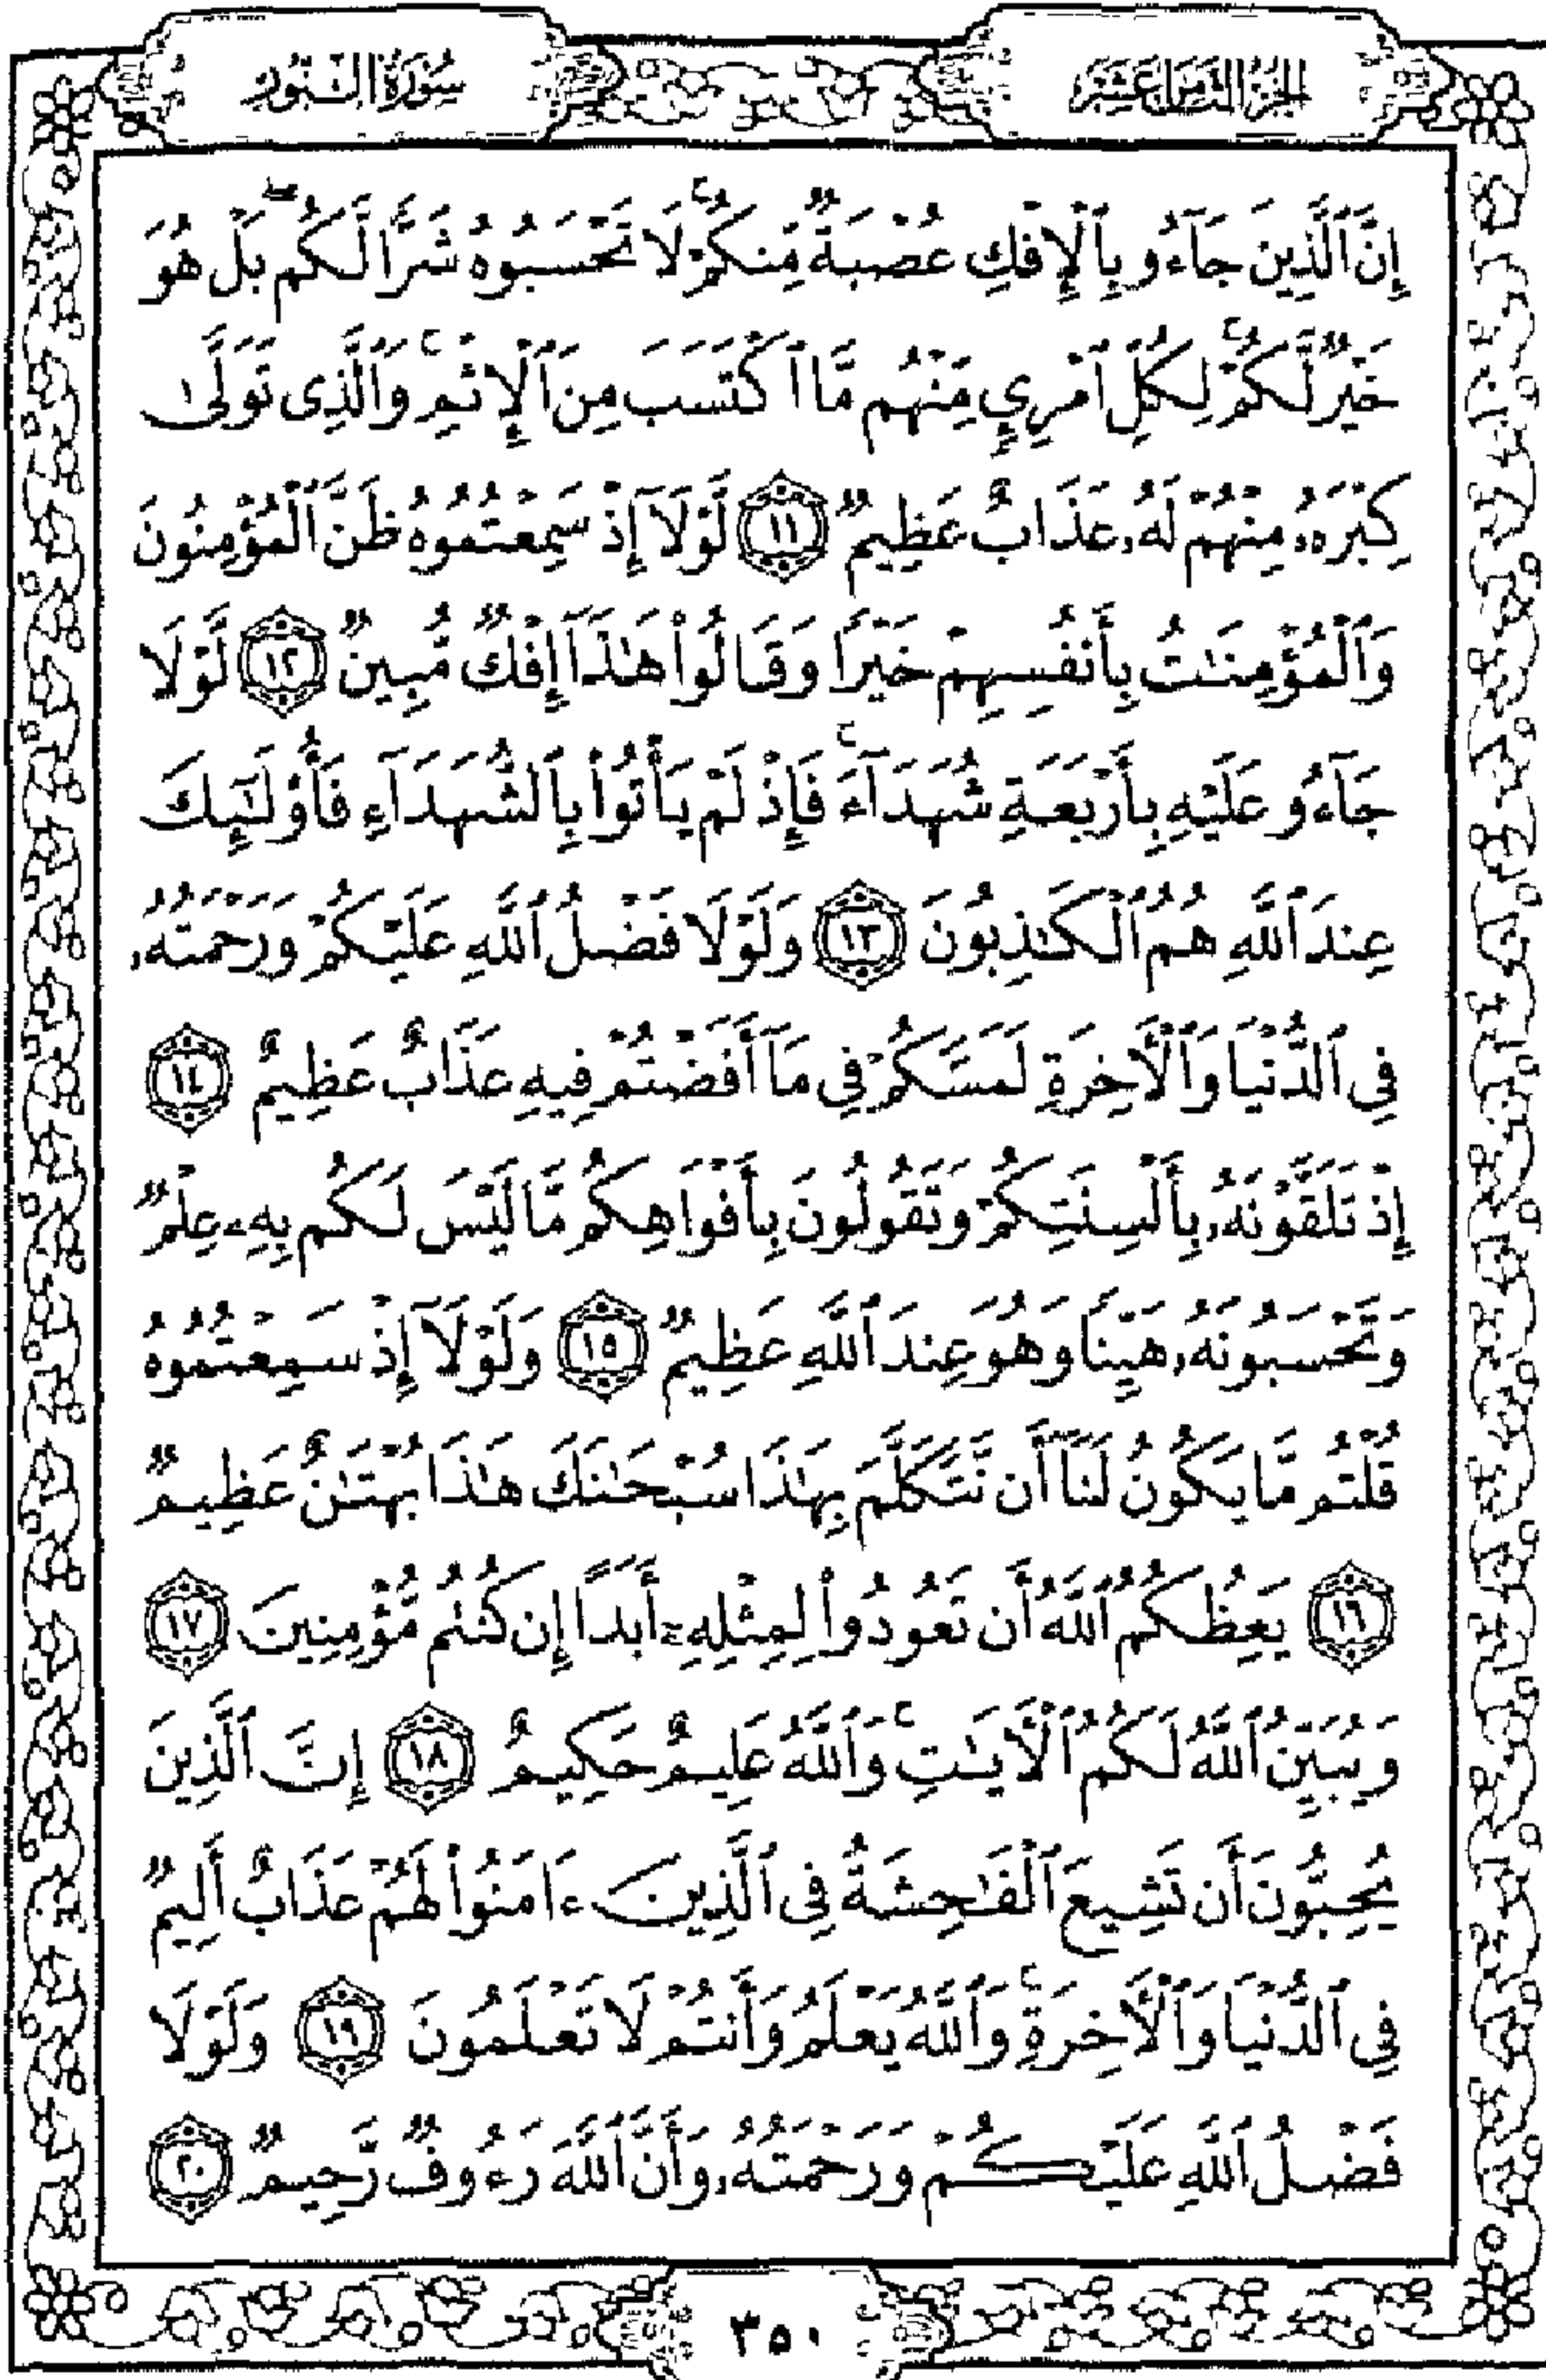 الجزء الثامن عشر
سورة النور
إِنَّ ٱلَّذِينَ جَآءُو بِٱلْإِفْكِ عُصْبَةٌ مِّنكُمْ ۚ لَا تَحْسَبُوهُ شَرًّا لَّكُم ۖ بَلْ هُوَ
خَيْرٌ لَّكُمْ ۚ لِكُلِّ ٱمْرِئٍ مِّنْهُم مَّا ٱكْتَسَبَ مِنَ ٱلْإِثْمِ ۚ وَٱلَّذِى تَوَلَّىٰ
كِبْرَهُۥ مِنْهُمْ لَهُۥ عَذَابٌ عَظِيمٌ ١١ لَّوْلَآ إِذْ سَمِعْتُمُوهُ ظَنَّ ٱلْمُؤْمِنُونَ
وَٱلْمُؤْمِنَٰتُ بِأَنفُسِهِمْ خَيْرًا وَقَالُوا۟ هَٰذَآ إِفْكٌ مُّبِينٌ ١٢ لَّوْلَا
جَآءُو عَلَيْهِ بِأَرْبَعَةِ شُهَدَآءَ ۚ فَإِذْ لَمْ يَأْتُوا۟ بِٱلشُّهَدَآءِ فَأُو۟لَٰٓئِكَ
عِندَ ٱللَّهِ هُمُ ٱلْكَٰذِبُونَ ١٣ وَلَوْلَا فَضْلُ ٱللَّهِ عَلَيْكُمْ وَرَحْمَتُهُۥ
فِى ٱلدُّنْيَا وَٱلْأَخِرَةِ لَمَسَّكُمْ فِى مَآ أَفَضْتُمْ فِيهِ عَذَابٌ عَظِيمٌ ١٤
إِذْ تَلَقَّوْنَهُۥ بِأَلْسِنَتِكُمْ وَتَقُولُونَ بِأَفْوَاهِكُم مَّا لَيْسَ لَكُم بِهِۦ عِلْمٌ
وَتَحْسَبُونَهُۥ هَيِّنًا وَهُوَ عِندَ ٱللَّهِ عَظِيمٌ ١٥ وَلَوْلَآ إِذْ سَمِعْتُمُوهُ
قُلْتُم مَّا يَكُونُ لَنَآ أَن نَّتَكَلَّمَ بِهَٰذَا سُبْحَٰنَكَ هَٰذَا بُهْتَٰنٌ عَظِيمٌ
١٦ يَعِظُكُمُ ٱللَّهُ أَن تَعُودُوا۟ لِمِثْلِهِۦٓ أَبَدًا إِن كُنتُم مُّؤْمِنِينَ ١٧
وَيُبَيِّنُ ٱللَّهُ لَكُمُ ٱلْأَيَٰتِ ۚ وَٱللَّهُ عَلِيمٌ حَكِيمٌ ١٨ إِنَّ ٱلَّذِينَ
يُحِبُّونَ أَن تَشِيعَ ٱلْفَٰحِشَةُ فِى ٱلَّذِينَ ءَامَنُوا۟ لَهُمْ عَذَابٌ أَلِيمٌ
فِى ٱلدُّنْيَا وَٱلْأَخِرَةِ ۚ وَٱللَّهُ يَعْلَمُ وَأَنتُمْ لَا تَعْلَمُونَ ١٩ وَلَوْلَا
فَضْلُ ٱللَّهِ عَلَيْكُمْ وَرَحْمَتُهُۥ وَأَنَّ ٱللَّهَ رَءُوفٌ رَّحِيمٌ ٢٠
٣٥٠